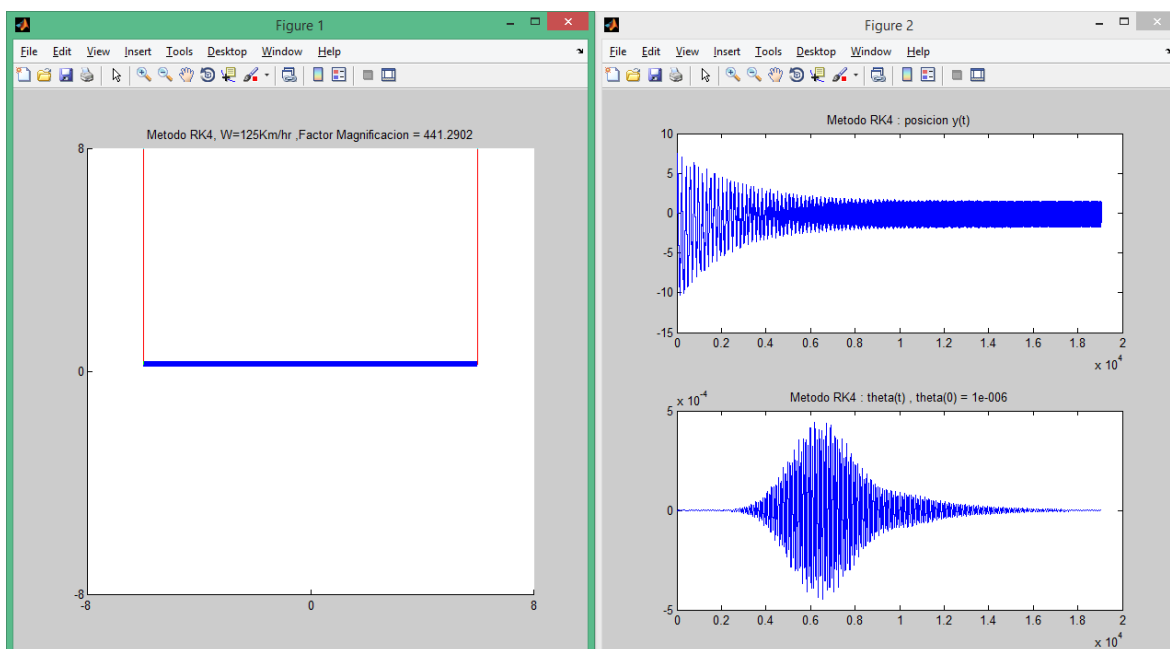 Figure 1
File Edit View Insert Tools Desktop Window Help
Metodo RK4, W=125Km/hr ,Factor Magnificacion = 441.2902
8
0
-8
-8 0 8
Figure 2
File Edit View Insert Tools Desktop Window Help
Metodo RK4 : posicion y(t)
10
5
0
-5
-10
-15
0 0.2 0.4 0.6 0.8 1 1.2 1.4 1.6 1.8 2
x 10^4
x 10^-4
Metodo RK4 : theta(t) , theta(0) = 1e-006
5
0
-5
0 0.2 0.4 0.6 0.8 1 1.2 1.4 1.6 1.8 2
x 10^4